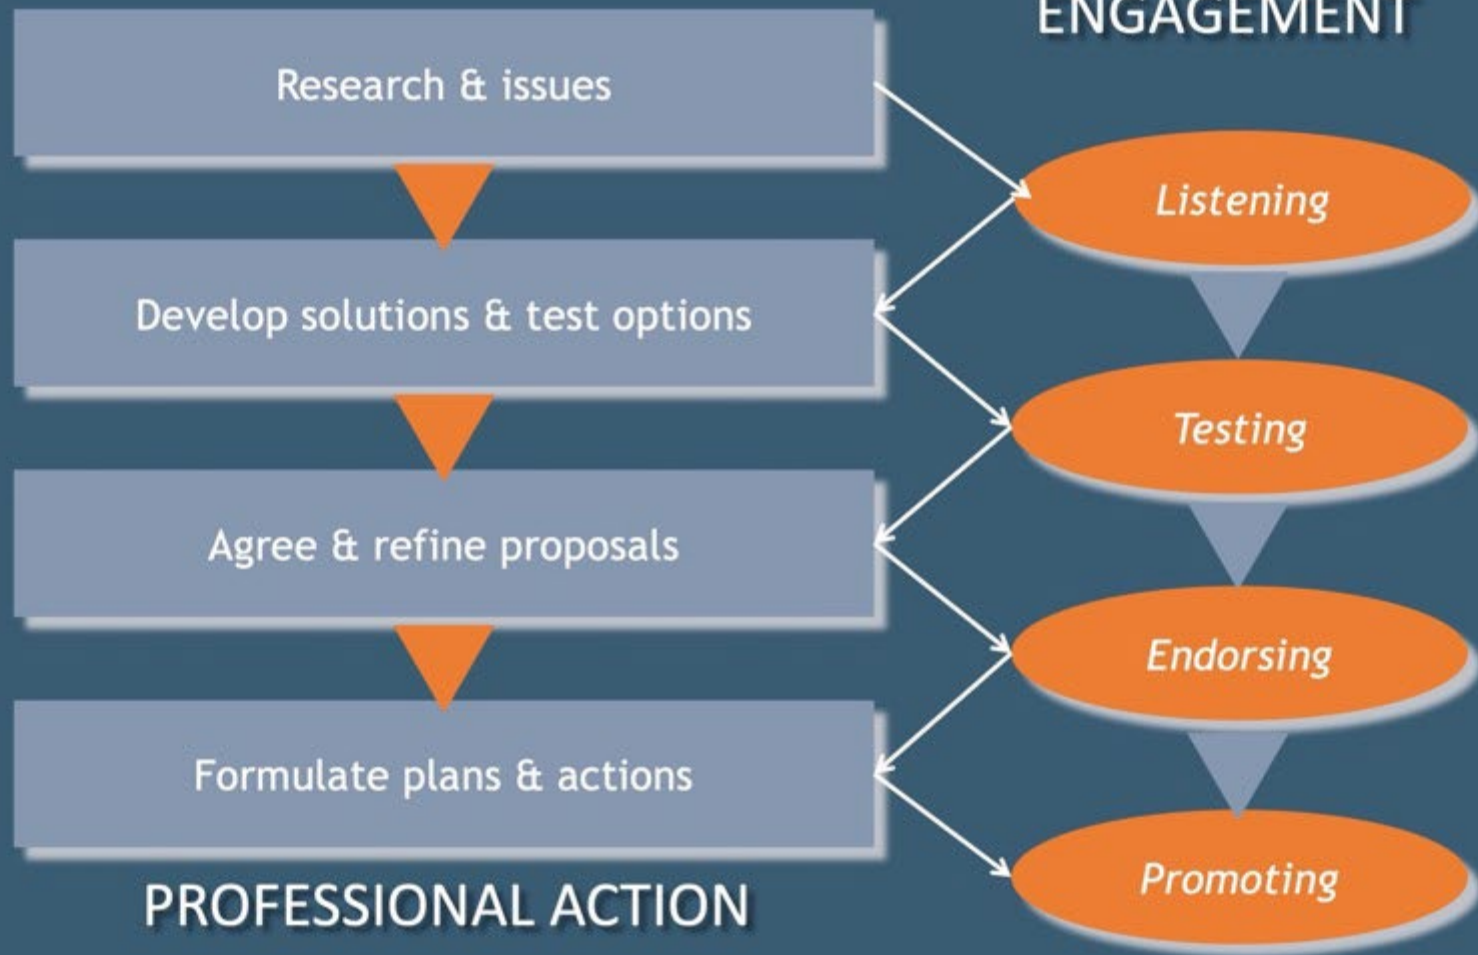 ENGAGEMENT
Research & issues
Listening
Develop solutions & test options
Testing
Agree & refine proposals
Endorsing
Formulate plans & actions
Promoting
PROFESSIONAL ACTION